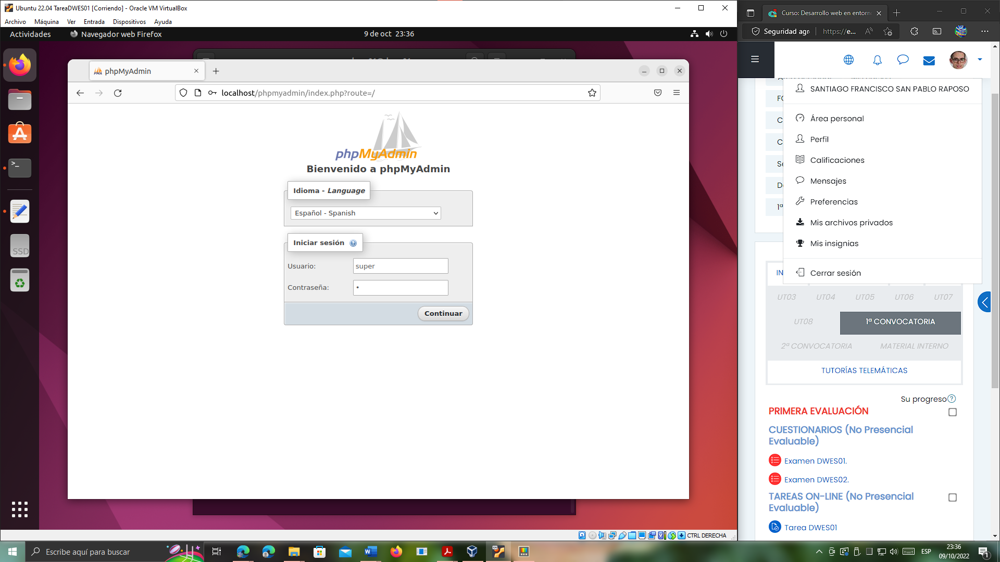 Ubuntu 22.04 TareaDWES01 [Corriendo] - Oracle VM VirtualBox
Archivo Máquina Ver Entrada Dispositivos Ayuda
Actividades Navegador web Firefox 9 de oct 23:36
phpMyAdmin
localhost/phpmyadmin/index.php?route=/
phpMyAdmin
Bienvenido a phpMyAdmin
Idioma - Language
Español - Spanish
Iniciar sesión
Usuario: super
Contraseña: •
Continuar
SSD
CTRL DERECHA
Curso: Desarrollo web en entorn
Seguridad agr https://e...
SANTIAGO FRANCISCO SAN PABLO RAPOSO
Área personal
Perfil
Calificaciones
Mensajes
Preferencias
Mis archivos privados
Mis insignias
Cerrar sesión
UT03 UT04 UT05 UT06 UT07
UT08 1ª CONVOCATORIA
2ª CONVOCATORIA MATERIAL INTERNO
TUTORÍAS TELEMÁTICAS
Su progreso
PRIMERA EVALUACIÓN
CUESTIONARIOS (No Presencial
Evaluable)
Examen DWES01.
Examen DWES02.
TAREAS ON-LINE (No Presencial
Evaluable)
Tarea DWES01
Escribe aquí para buscar
ESP
23:36
09/10/2022
1